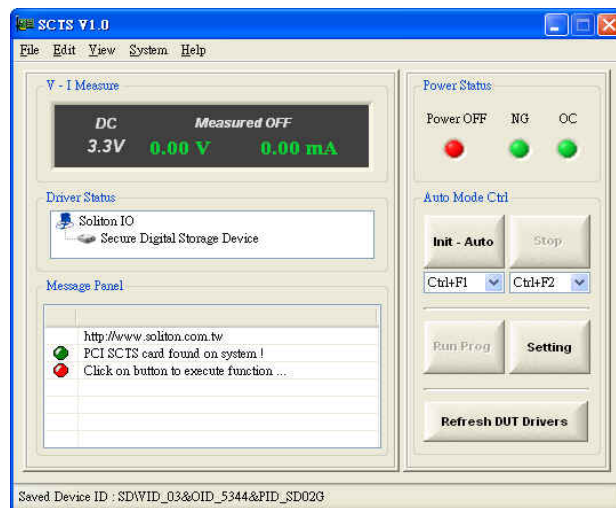 SCTS V1.0
File Edit View System Help
V - I Measure
DC Measured OFF
3.3V 0.00 V 0.00 mA
Driver Status
Soliton IO
Secure Digital Storage Device
Message Panel
http://www.soliton.com.tw
PCI SCTS card found on system !
Click on button to execute function ...
Power Status
Power OFF NG OC
Auto Mode Ctrl
Init - Auto Stop
Ctrl+F1 Ctrl+F2
Run Prog Setting
Refresh DUT Drivers
Saved Device ID : SD\VID_03&OID_5344&PID_SD02G